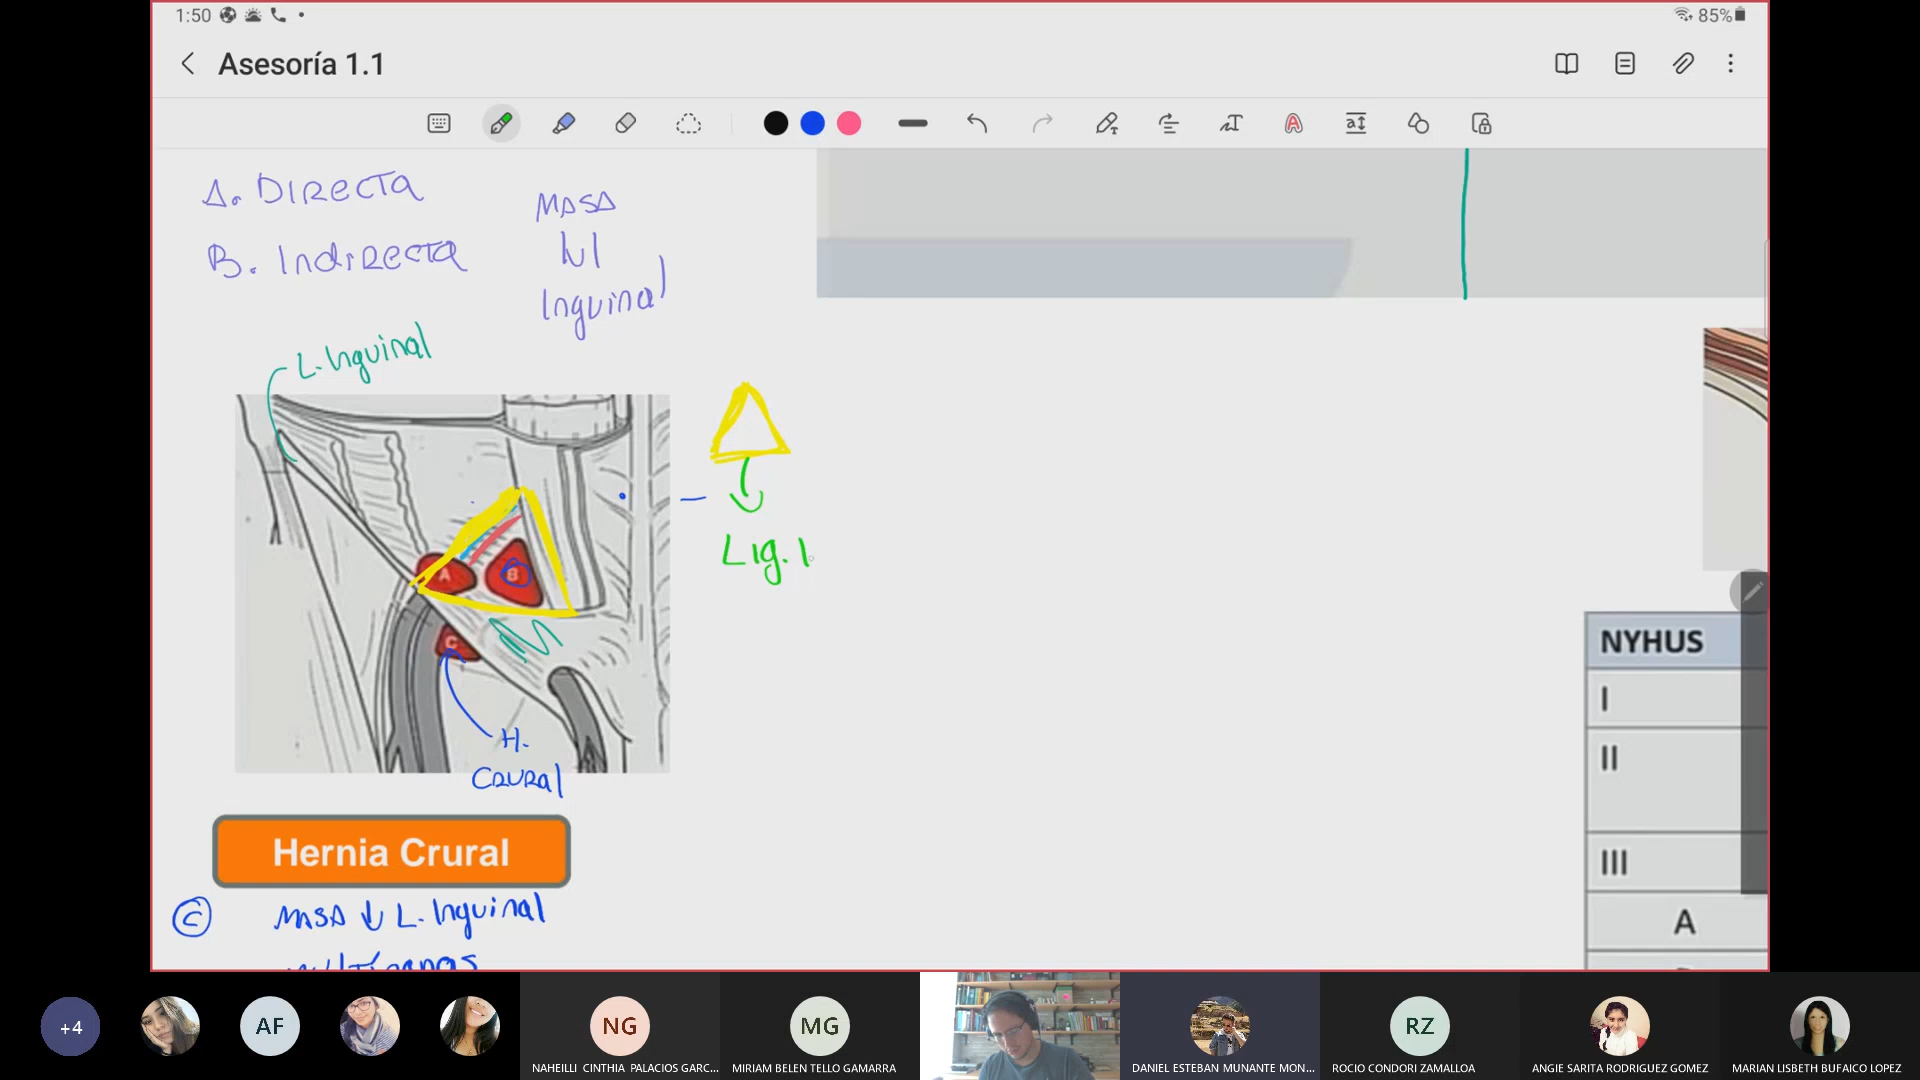 1:50
85%
Asesoría 1.1
A. DIRECTA
B. IndIRECTA
MASA
Inguinal
L. Inguinal
A
B
C
H.
CRURAl
Lig. I
Hernia Crural
C
MASA ↓ L. Inguinal
NYHUS
I
II
III
A
+4
AF
NG
MG
RZ
NAHEILLI CINTHIA PALACIOS GARC...
MIRIAM BELEN TELLO GAMARRA
DANIEL ESTEBAN MUNANTE MON...
ROCIO CONDORI ZAMALLOA
ANGIE SARITA RODRIGUEZ GOMEZ
MARIAN LISBETH BUFAICO LOPEZ